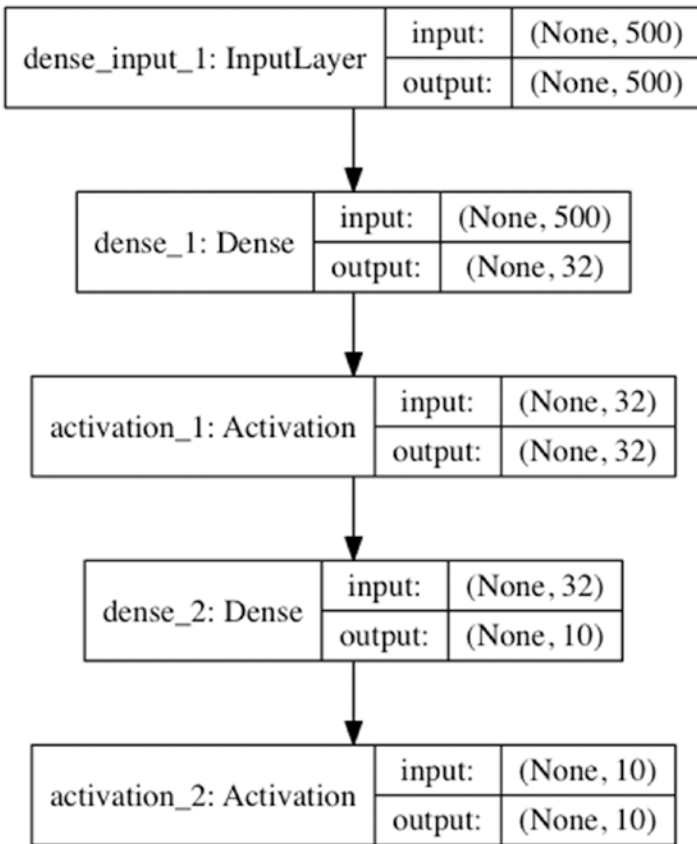 dense_input_1: InputLayer
input: (None, 500)
output: (None, 500)
dense_1: Dense
input: (None, 500)
output: (None, 32)
activation_1: Activation
input: (None, 32)
output: (None, 32)
dense_2: Dense
input: (None, 32)
output: (None, 10)
activation_2: Activation
input: (None, 10)
output: (None, 10)